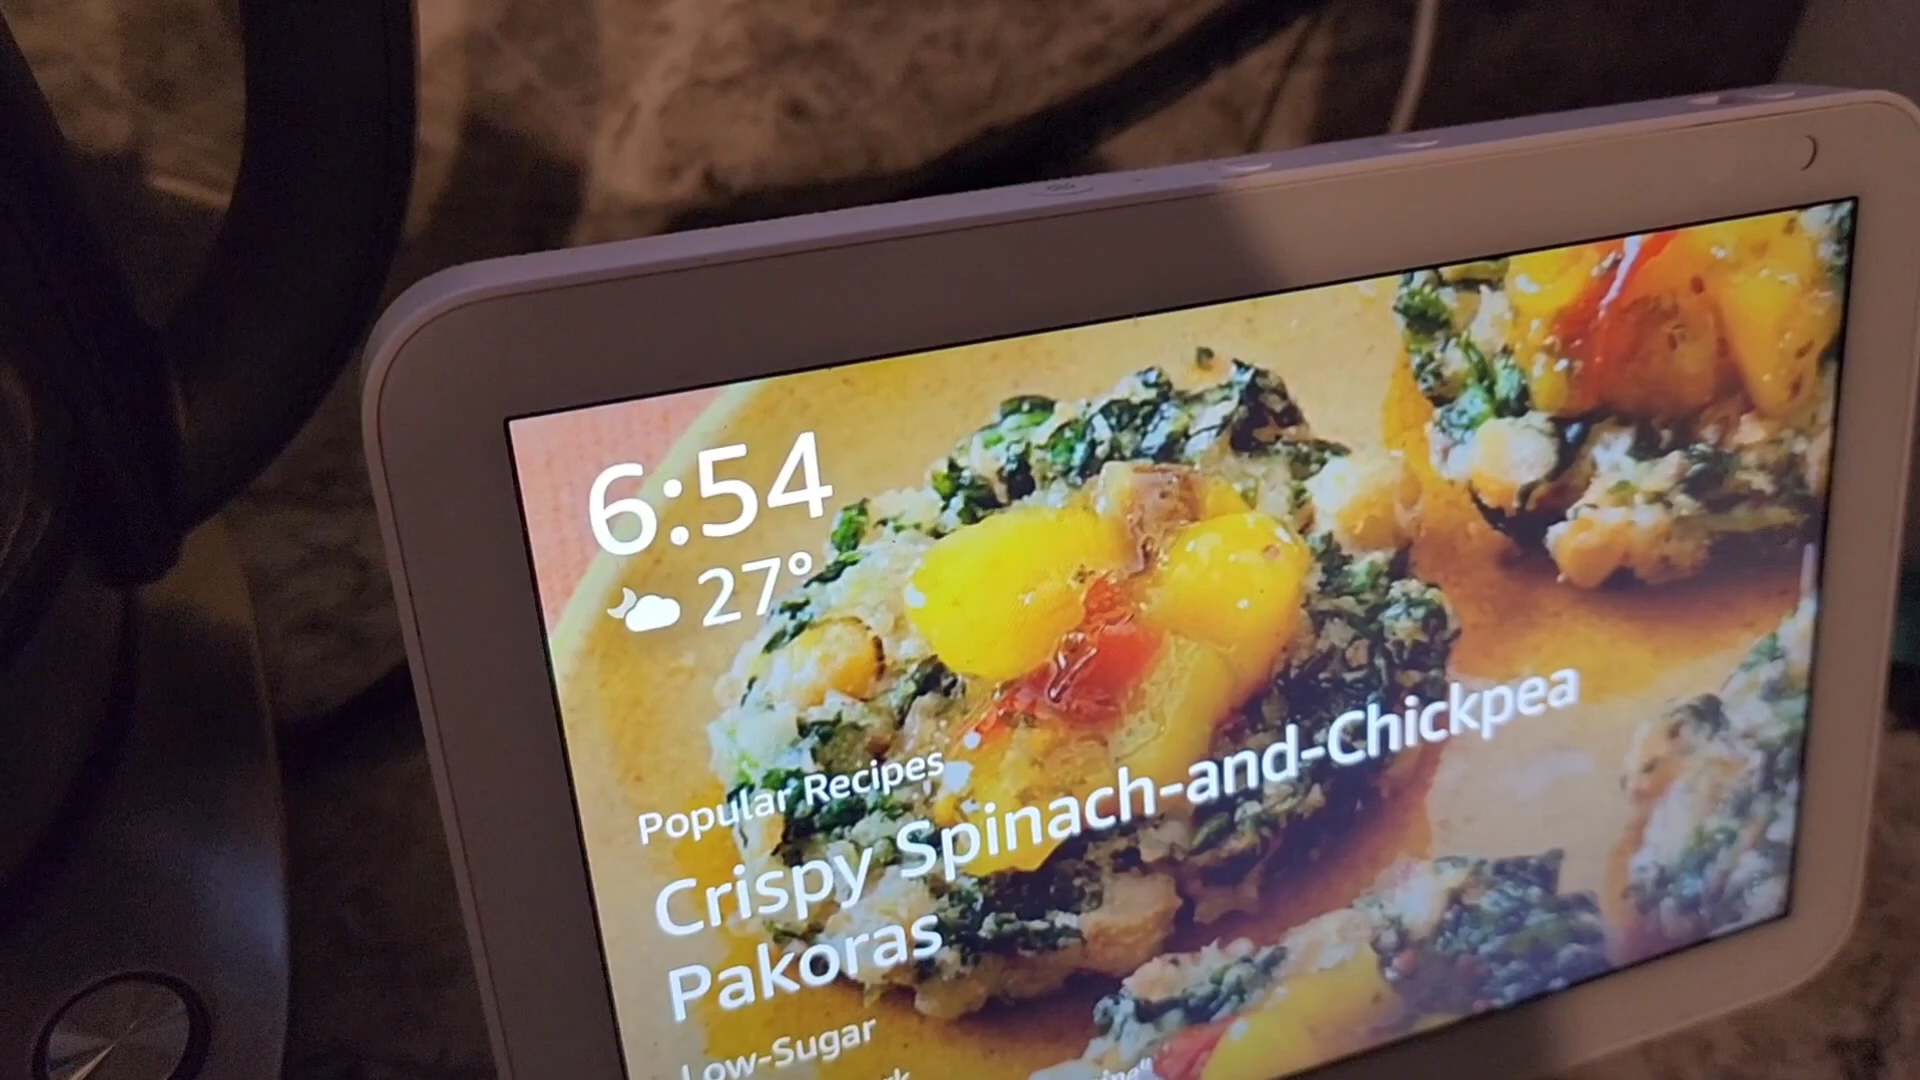 6:54
27°
Popular Recipes
Crispy Spinach-and-Chickpea
Pakoras
Low-Sugar